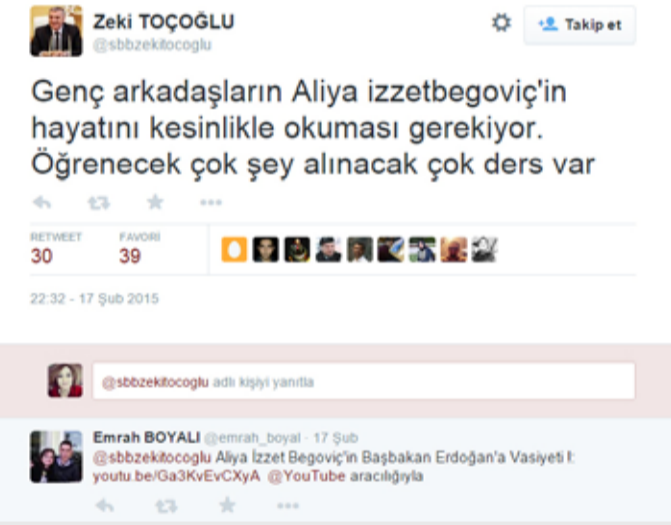 Zeki TOÇOĞLU
@sbbzekitocoglu
Takip et
Genç arkadaşların Aliya izzetbegoviç'in
hayatını kesinlikle okuması gerekiyor.
Öğrenecek çok şey alınacak çok ders var
RETWEET FAVORİ
30 39
22:32 - 17 Şub 2015
@sbbzekitocoglu adlı kişiyi yanıtla
Emrah BOYALI @emrah_boyal · 17 Şub
@sbbzekitocoglu Aliya İzzet Begoviç'in Başbakan Erdoğan'a Vasiyeti !:
youtu.be/Ga3KvEvCXyA @YouTube aracılığıyla